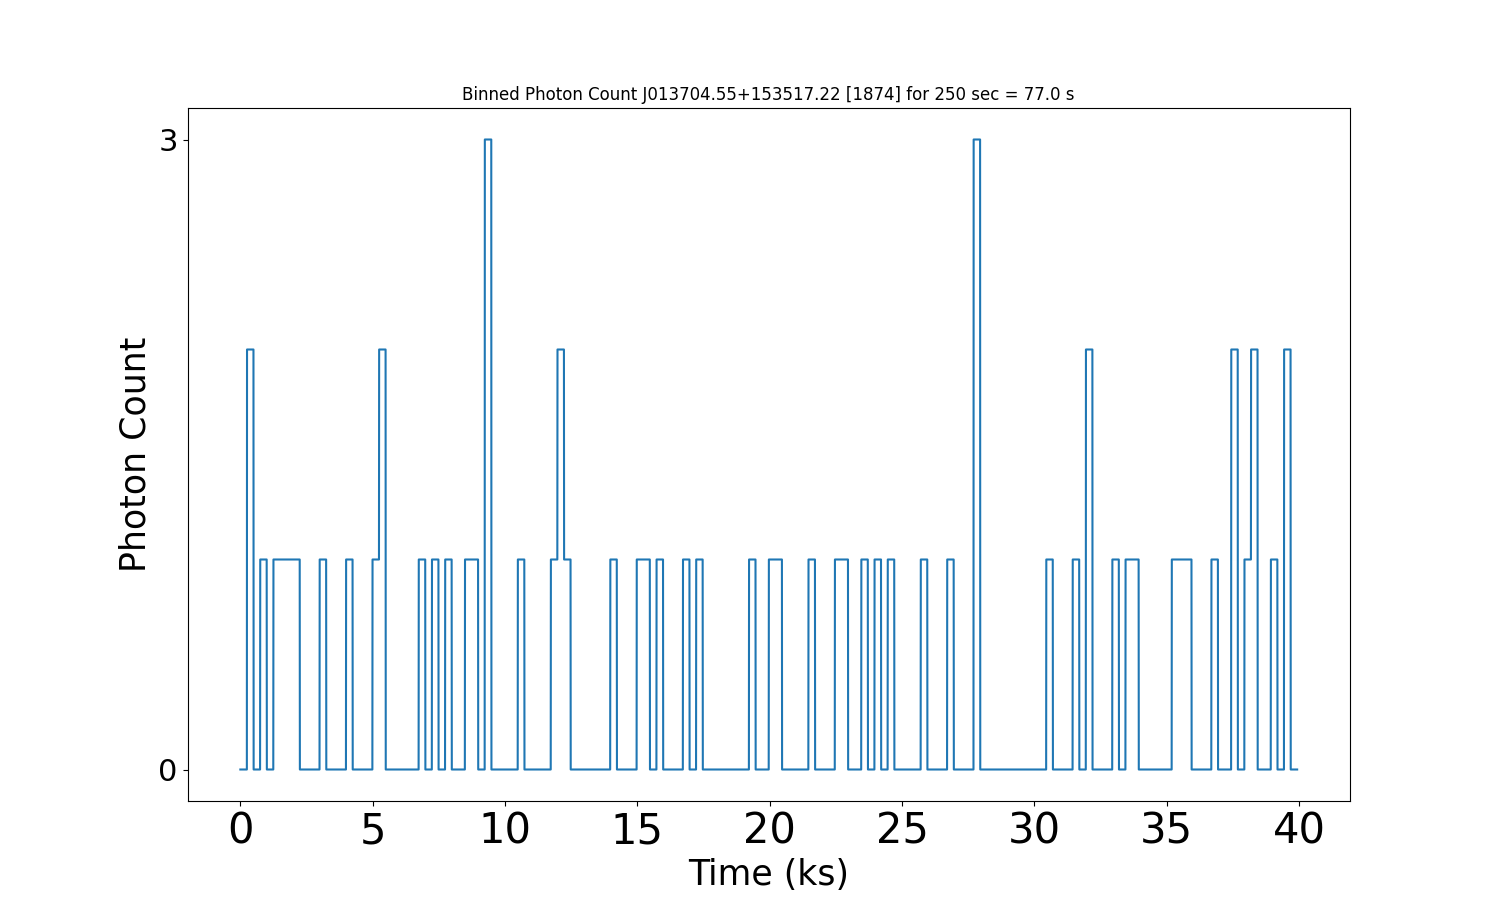 Binned Photon Count J013704.55+153517.22 [1874] for 250 sec = 77.0 s
3
Photon Count
0
0 5 10 15 20 25 30 35 40
Time (ks)